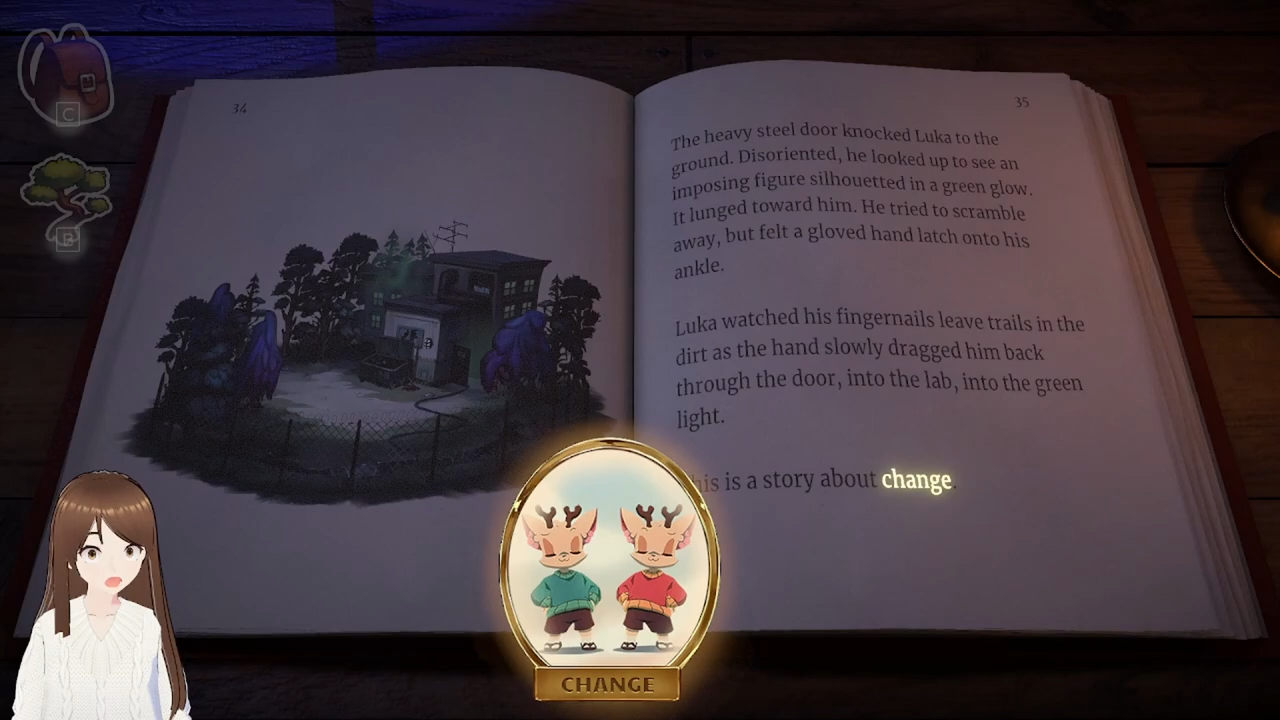 C
34
35
The heavy steel door knocked Luka to the
ground. Disoriented, he looked up to see an
imposing figure silhouetted in a green glow.
It lunged toward him. He tried to scramble
away, but felt a gloved hand latch onto his
ankle.
Luka watched his fingernails leave trails in the
dirt as the hand slowly dragged him back
through the door, into the lab, into the green
light.
his is a story about change.
CHANGE